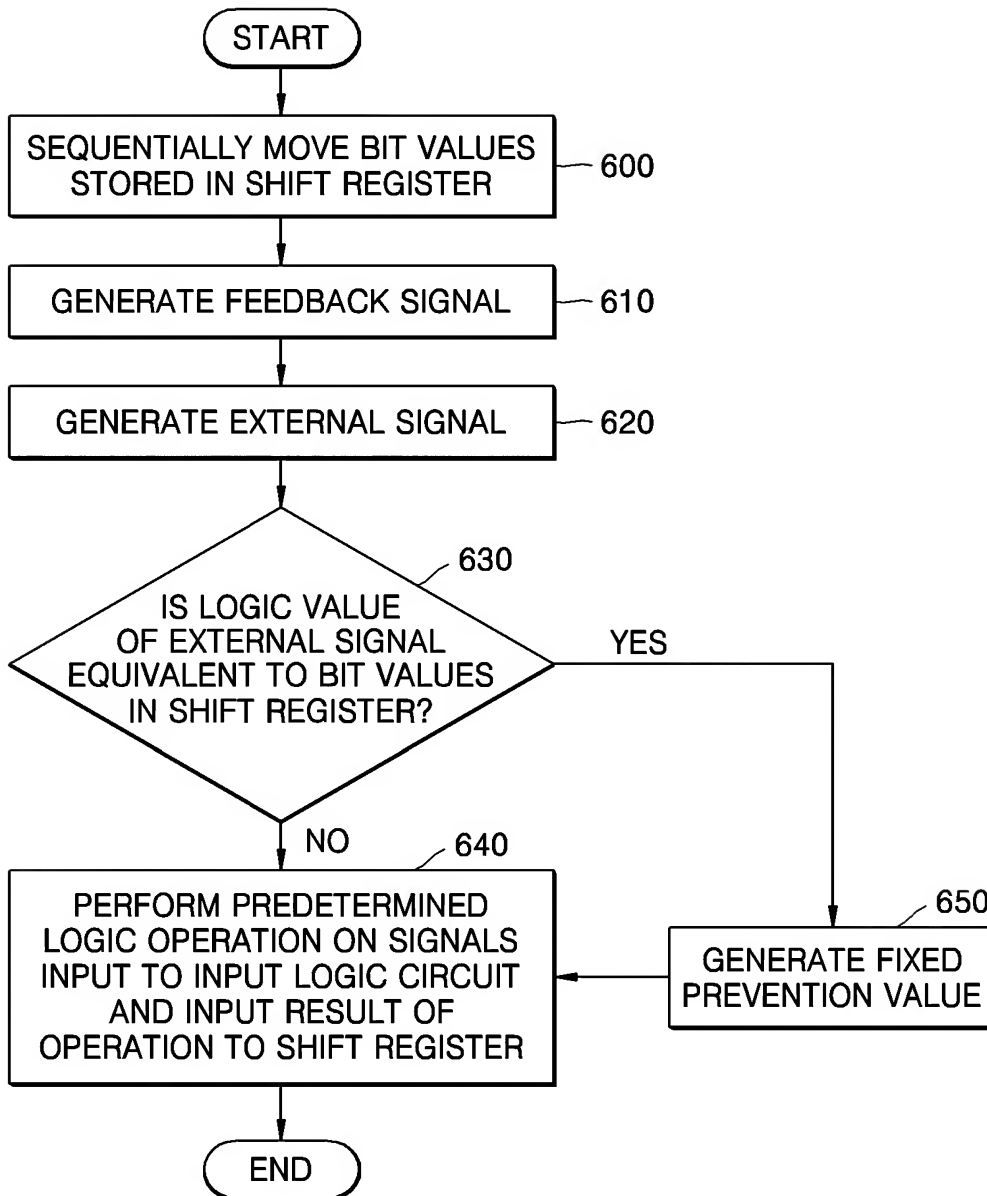 START
SEQUENTIALLY MOVE BIT VALUES
STORED IN SHIFT REGISTER
600
GENERATE FEEDBACK SIGNAL
610
GENERATE EXTERNAL SIGNAL
620
630
IS LOGIC VALUE
OF EXTERNAL SIGNAL
EQUIVALENT TO BIT VALUES
IN SHIFT REGISTER?
YES
NO
640
PERFORM PREDETERMINED
LOGIC OPERATION ON SIGNALS
INPUT TO INPUT LOGIC CIRCUIT
AND INPUT RESULT OF
OPERATION TO SHIFT REGISTER
650
GENERATE FIXED
PREVENTION VALUE
END